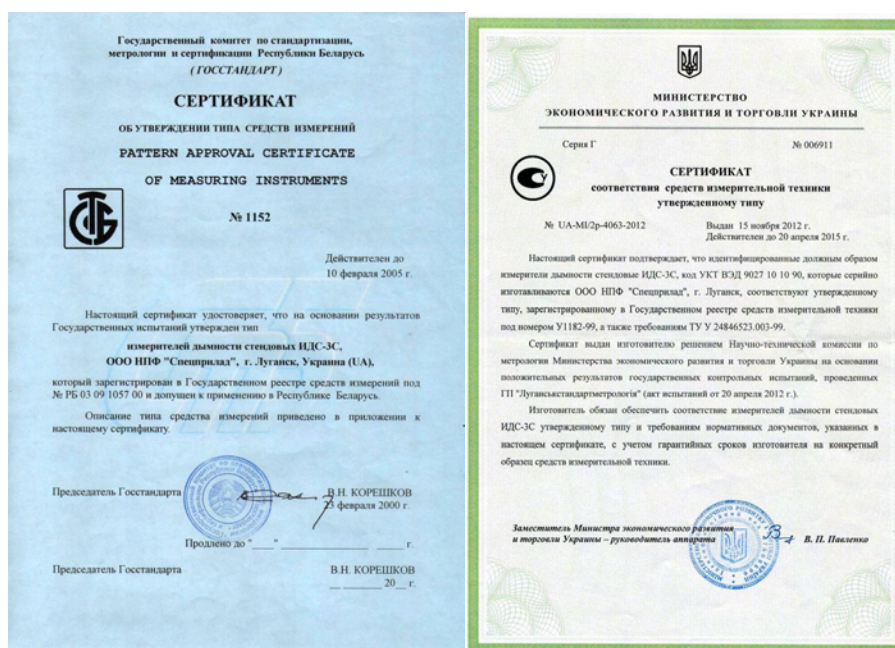 Государственный комитет по стандартизации,
метрологии и сертификации Республики Беларусь
( ГОССТАНДАРТ )
СЕРТИФИКАТ
ОБ УТВЕРЖДЕНИИ ТИПА СРЕДСТВ ИЗМЕРЕНИЙ
PATTERN APPROVAL CERTIFICATE
OF MEASURING INSTRUMENTS
№ 1152
Действителен до
10 февраля 2005 г.
Настоящий сертификат удостоверяет, что на основании результатов
Государственных испытаний утвержден тип
измерителей дымности стендовых ИДС-3С,
ООО НПФ "Спецприлад", г. Луганск, Украина (UA),
который зарегистрирован в Государственном реестре средств измерений под
№ РБ 03 09 1057 00 и допущен к применению в Республике Беларусь.
Описание типа средства измерений приведено в приложении к
настоящему сертификату.
Председатель Госстандарта В.Н. КОРЕШКОВ
23 февраля 2000 г.
Продлено до "___" ________ ____ г.
Председатель Госстандарта В.Н. КОРЕШКОВ
__ ________ 20__ г.
МИНИСТЕРСТВО
ЭКОНОМИЧЕСКОГО РАЗВИТИЯ И ТОРГОВЛИ УКРАИНЫ
Серия Г № 006911
СЕРТИФИКАТ
соответствия средств измерительной техники
утвержденному типу
№ UA-MI/2p-4063-2012 Выдан 15 ноября 2012 г.
Действителен до 20 апреля 2015 г.
Настоящий сертификат подтверждает, что идентифицированные должным образом
измерители дымности стендовые ИДС-3С, код УКТ ВЭД 9027 10 10 90, которые серийно
изготавливаются ООО НПФ "Спецприлад", г. Луганск, соответствуют утвержденному
типу, зарегистрированному в Государственном реестре средств измерительной техники
под номером У1182-99, а также требованиям ТУ У 24846523.003-99.
Сертификат выдан изготовителю решением Научно-технической комиссии по
метрологии Министерства экономического развития и торговли Украины на основании
положительных результатов государственных контрольных испытаний, проведенных
ГП "Луганськстандартметрологія" (акт испытаний от 20 апреля 2012 г.).
Изготовитель обязан обеспечить соответствие измерителей дымности стендовых
ИДС-3С утвержденному типу и требованиям нормативных документов, указанных в
настоящем сертификате, с учетом гарантийных сроков изготовителя на конкретный
образец средств измерительной техники.
Заместитель Министра экономического развития
и торговли Украины – руководитель аппарата В. П. Павленко